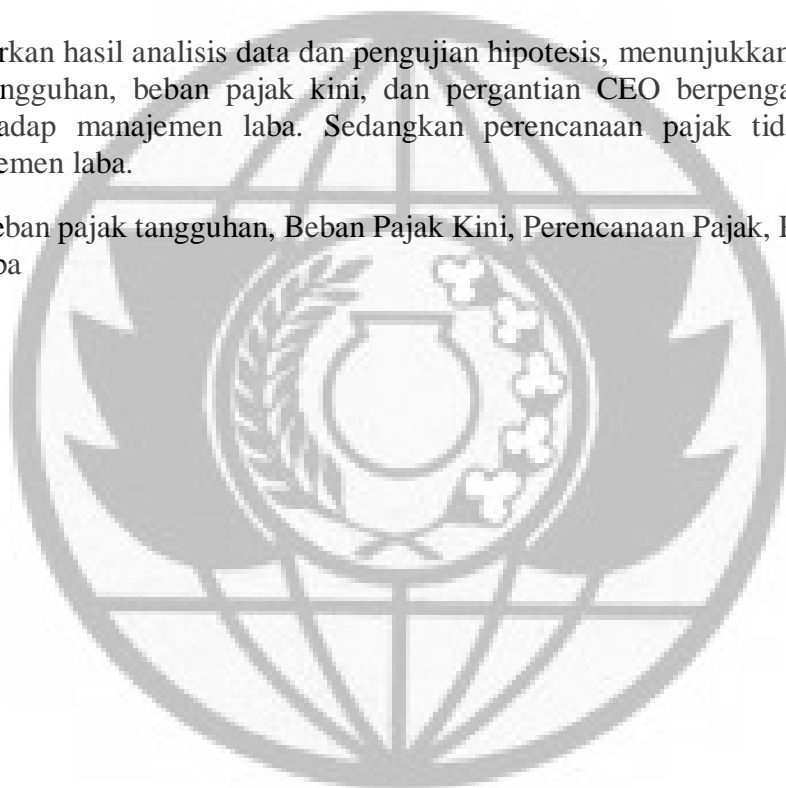 rkan hasil analisis data dan pengujian hipotesis, menunjukkan
ngguhan, beban pajak kini, dan pergantian CEO berpenga
adap manajemen laba. Sedangkan perencanaan pajak tid
emen laba.
eban pajak tangguhan, Beban Pajak Kini, Perencanaan Pajak, P
ba